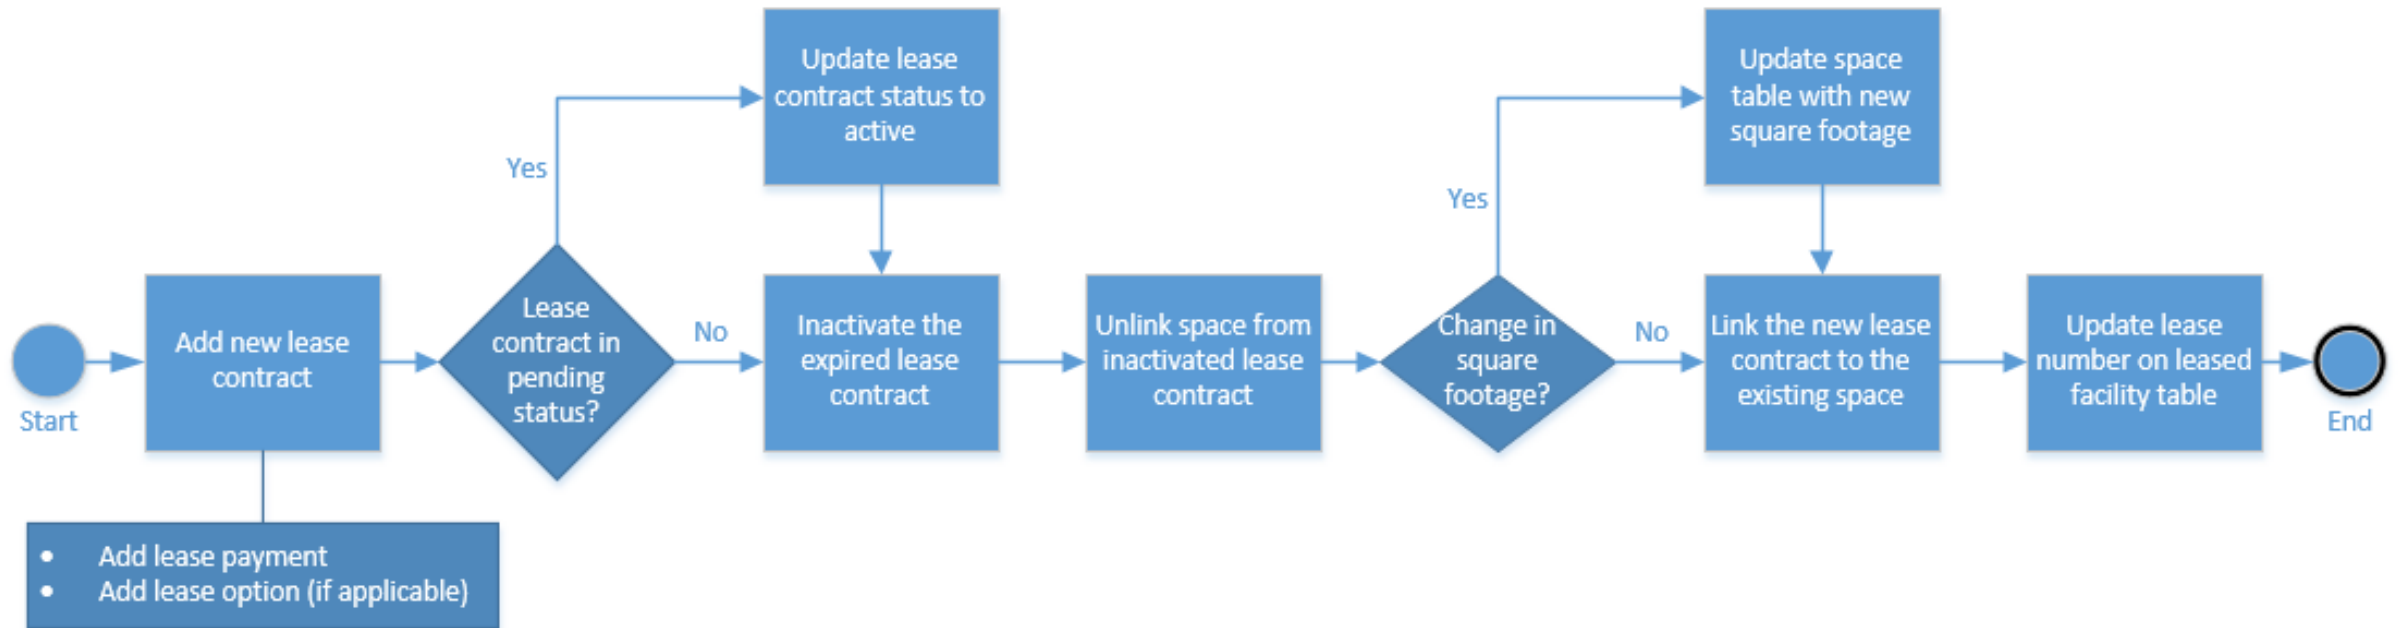 Start
Add new lease
contract
• Add lease payment
• Add lease option (if applicable)
Lease
contract in
pending
status?
Yes
No
Update lease
contract status to
active
Inactivate the
expired lease
contract
Unlink space from
inactivated lease
contract
Change in
square
footage?
Yes
No
Update space
table with new
square footage
Link the new lease
contract to the
existing space
Update lease
number on leased
facility table
End